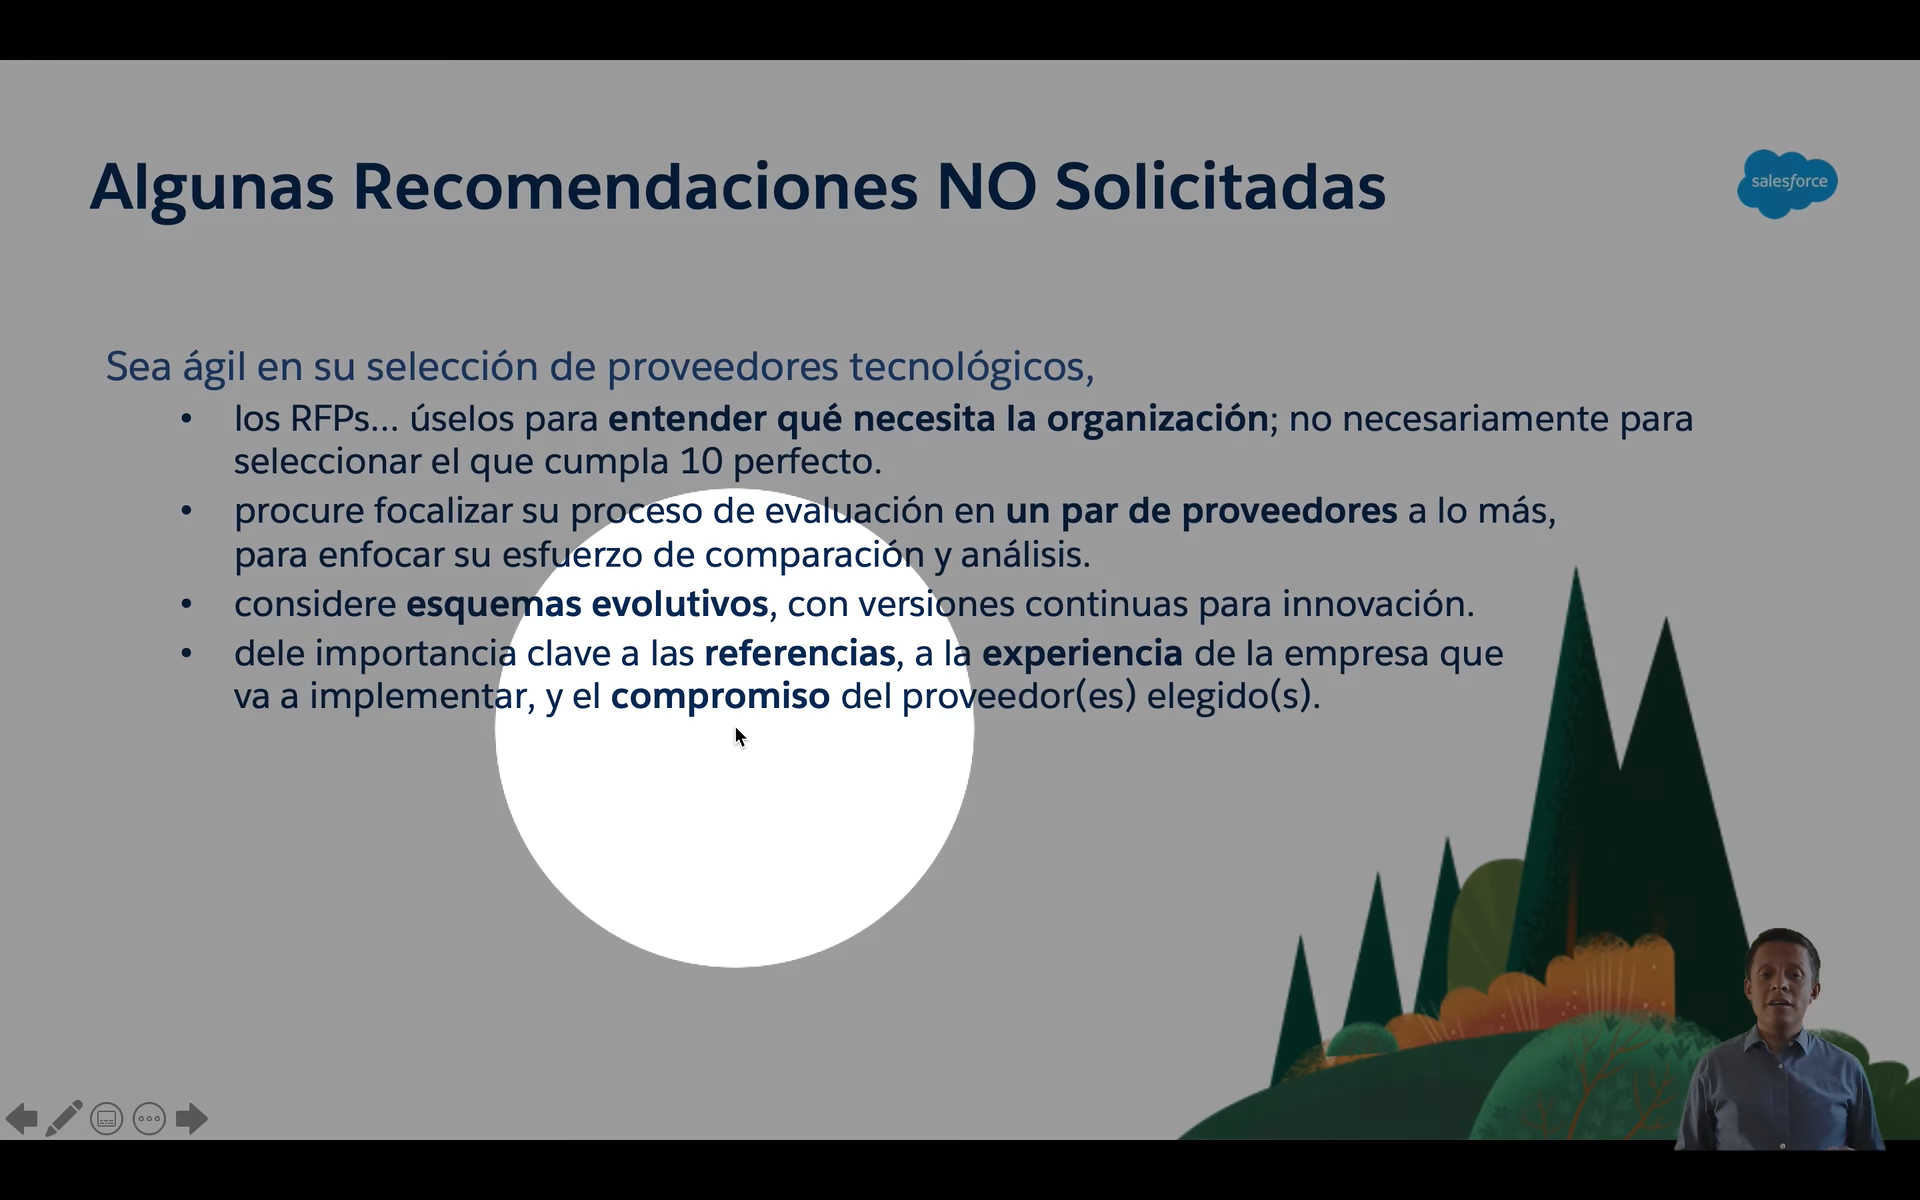 Algunas Recomendaciones NO Solicitadas
salesforce
Sea ágil en su selección de proveedores tecnológicos,
• los RFPs... úselos para entender qué necesita la organización; no necesariamente para
seleccionar el que cumpla 10 perfecto.
• procure focalizar su proceso de evaluación en un par de proveedores a lo más,
para enfocar su esfuerzo de comparación y análisis.
• considere esquemas evolutivos, con versiones continuas para innovación.
• dele importancia clave a las referencias, a la experiencia de la empresa que
va a implementar, y el compromiso del proveedor(es) elegido(s).